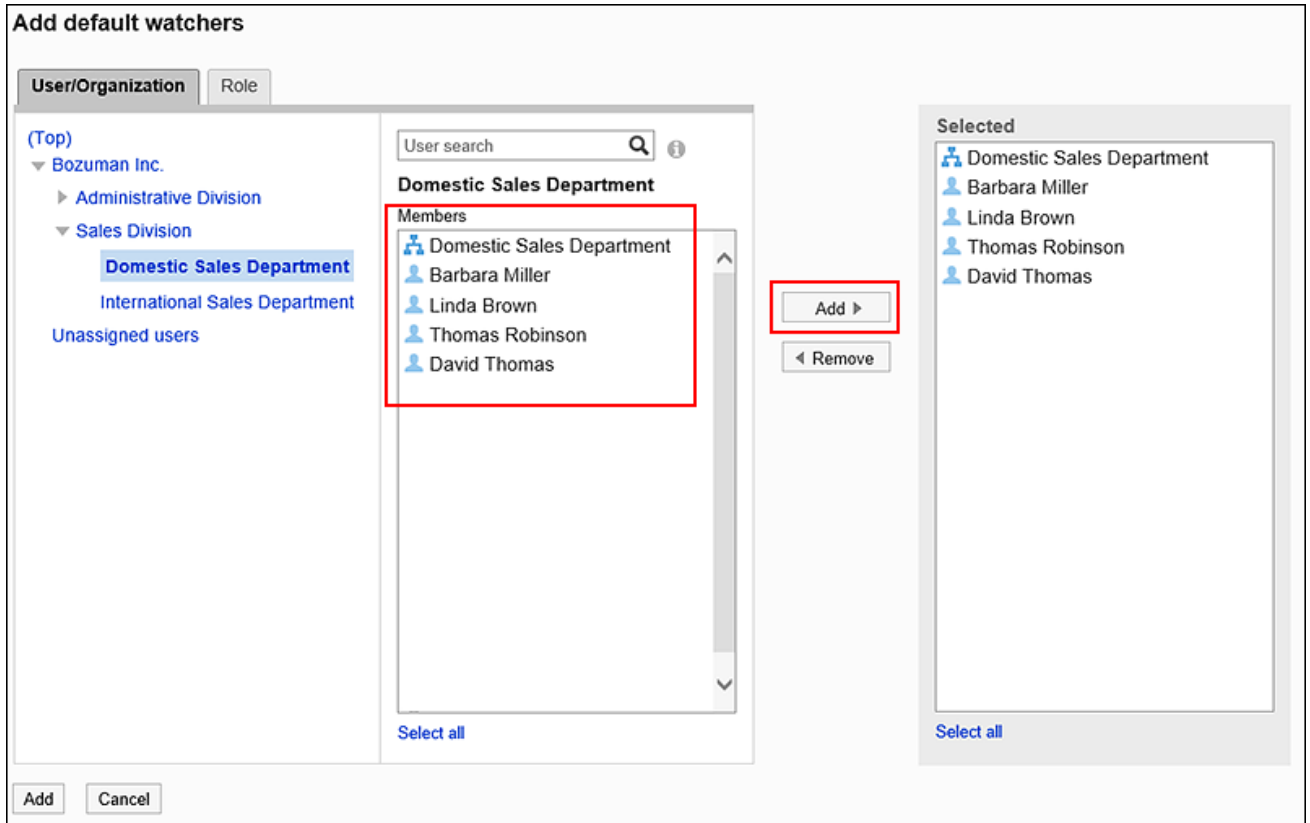 Add default watchers
User/Organization
Role
(Top)
Bozuman Inc.
Administrative Division
Sales Division
Domestic Sales Department
International Sales Department
Unassigned users
User search
Domestic Sales Department
Members
Domestic Sales Department
Barbara Miller
Linda Brown
Thomas Robinson
David Thomas
Select all
Add
Remove
Selected
Domestic Sales Department
Barbara Miller
Linda Brown
Thomas Robinson
David Thomas
Select all
Add
Cancel